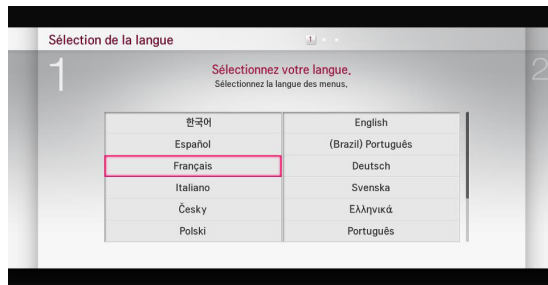 Sélection de la langue
1
1
2
Sélectionnez votre langue.
Sélectionnez la langue des menus.
한국어 English
Español (Brazil) Português
Français Deutsch
Italiano Svenska
Česky Ελληνικά
Polski Português